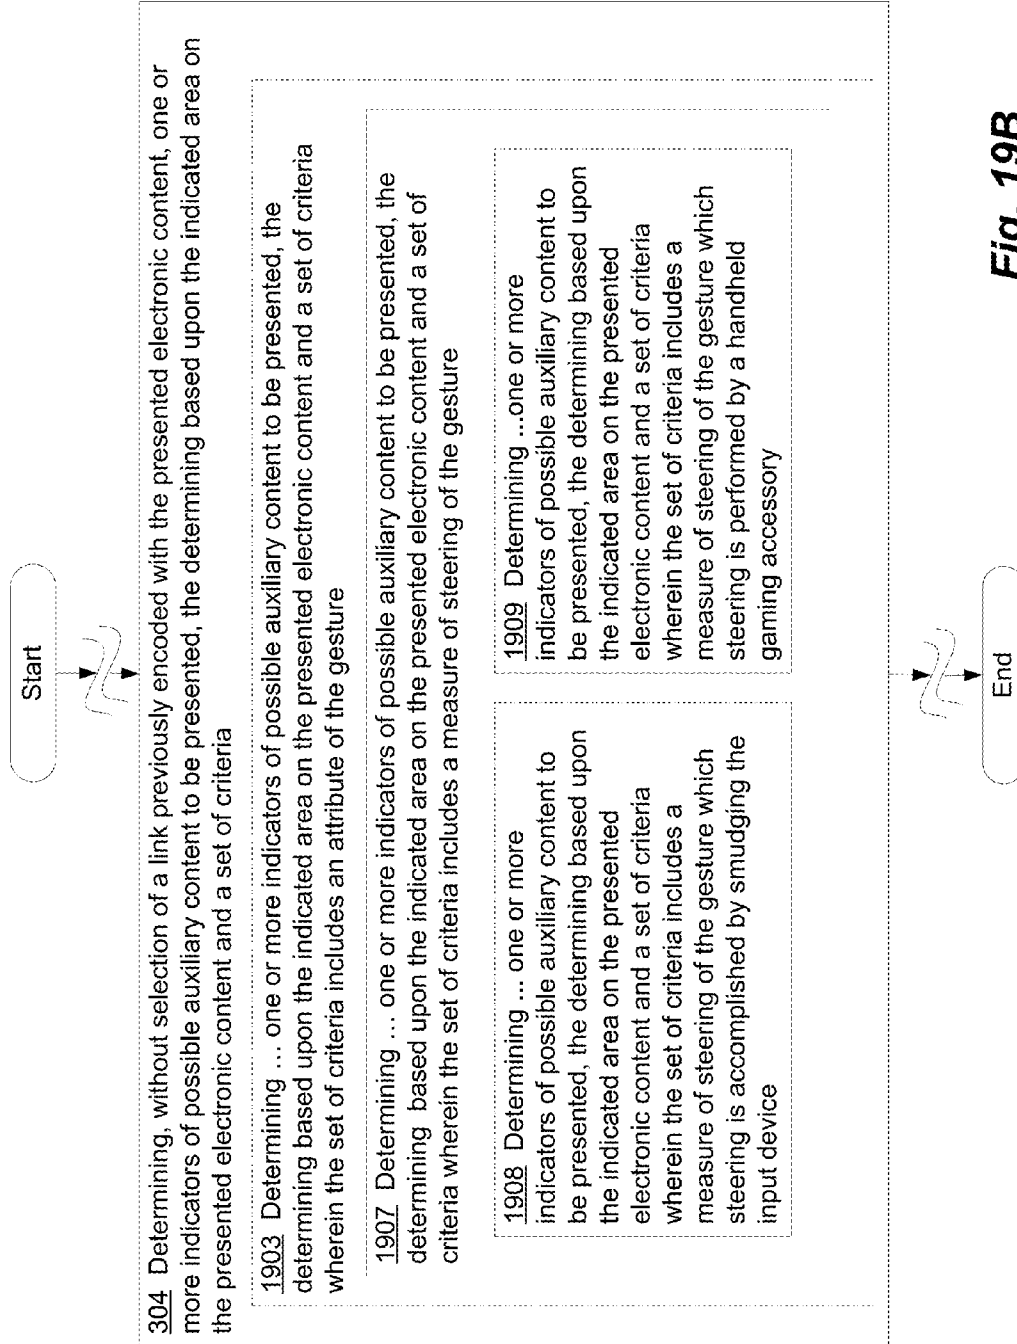 Start
304 Determining, without selection of a link previously encoded with the presented electronic content, one or
more indicators of possible auxiliary content to be presented, the determining based upon the indicated area on
the presented electronic content and a set of criteria
1903 Determining ... one or more indicators of possible auxiliary content to be presented, the
determining based upon the indicated area on the presented electronic content and a set of criteria
wherein the set of criteria includes an attribute of the gesture
1907 Determining ... one or more indicators of possible auxiliary content to be presented, the
determining based upon the indicated area on the presented electronic content and a set of
criteria wherein the set of criteria includes a measure of steering of the gesture
1908 Determining ... one or more
indicators of possible auxiliary content to
be presented, the determining based upon
the indicated area on the presented
electronic content and a set of criteria
wherein the set of criteria includes a
measure of steering of the gesture which
steering is accomplished by smudging the
input device
1909 Determining ...one or more
indicators of possible auxiliary content to
be presented, the determining based upon
the indicated area on the presented
electronic content and a set of criteria
wherein the set of criteria includes a
measure of steering of the gesture which
steering is performed by a handheld
gaming accessory
End
Fig. 19B